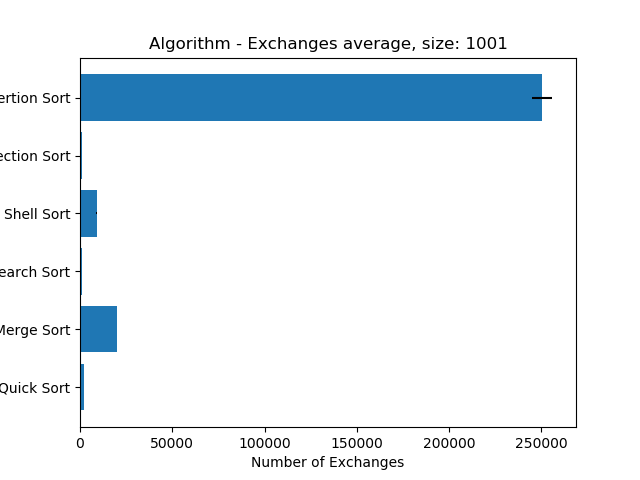 Algorithm - Exchanges average, size: 1001
ertion Sort
ection Sort
Shell Sort
earch Sort
Merge Sort
Quick Sort
0 50000 100000 150000 200000 250000
Number of Exchanges